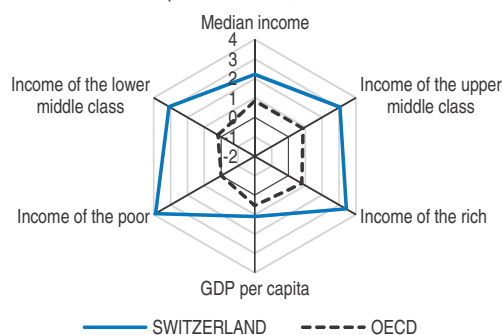 Median income
4
3
2
1
0
-1
-2
Income of the lower
middle class
Income of the upper
middle class
Income of the poor
Income of the rich
GDP per capita
SWITZERLAND
OECD